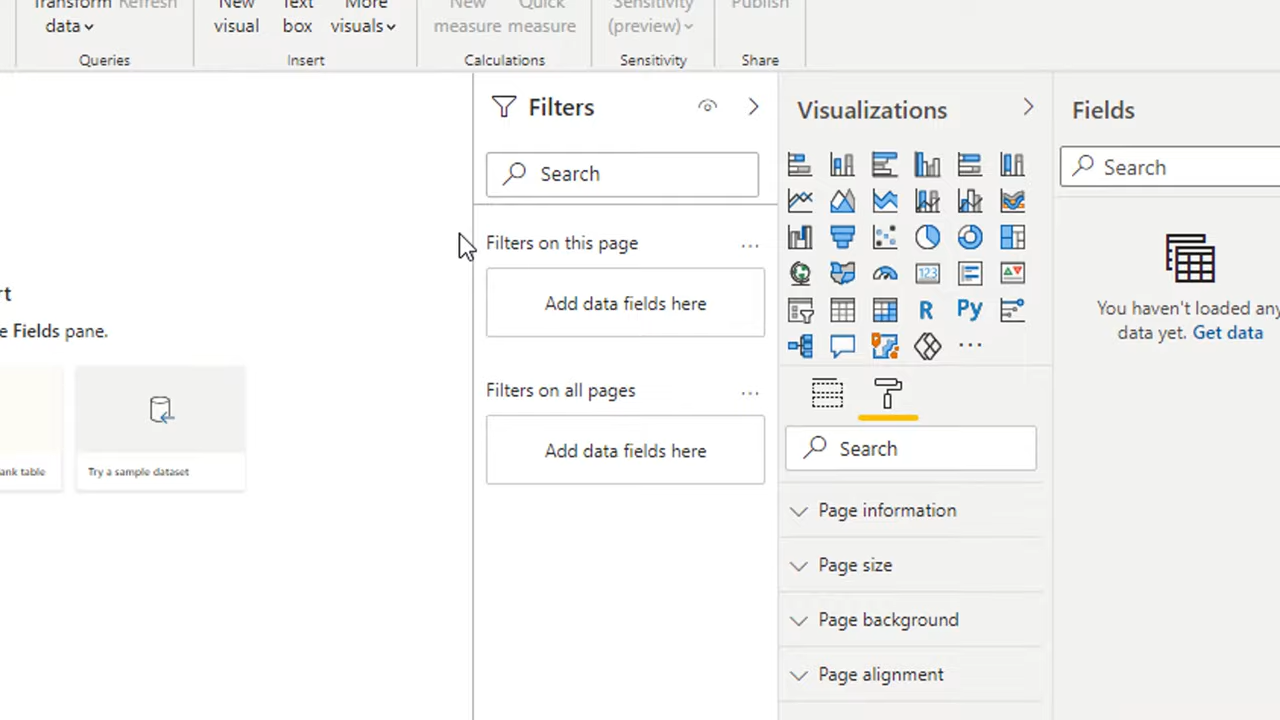 Transform Refresh
data
New
visual
Text
box
More
visuals
New
measure
Quick
measure
Sensitivity
(preview)
Publish
Queries
Insert
Calculations
Sensitivity
Share
Filters
Search
Filters on this page
...
Add data fields here
Filters on all pages
...
Add data fields here
Visualizations
123
R
Py
...
Search
Page information
Page size
Page background
Page alignment
Fields
Search
You haven't loaded any
data yet. Get data
rt
e Fields pane.
ank table
Try a sample dataset